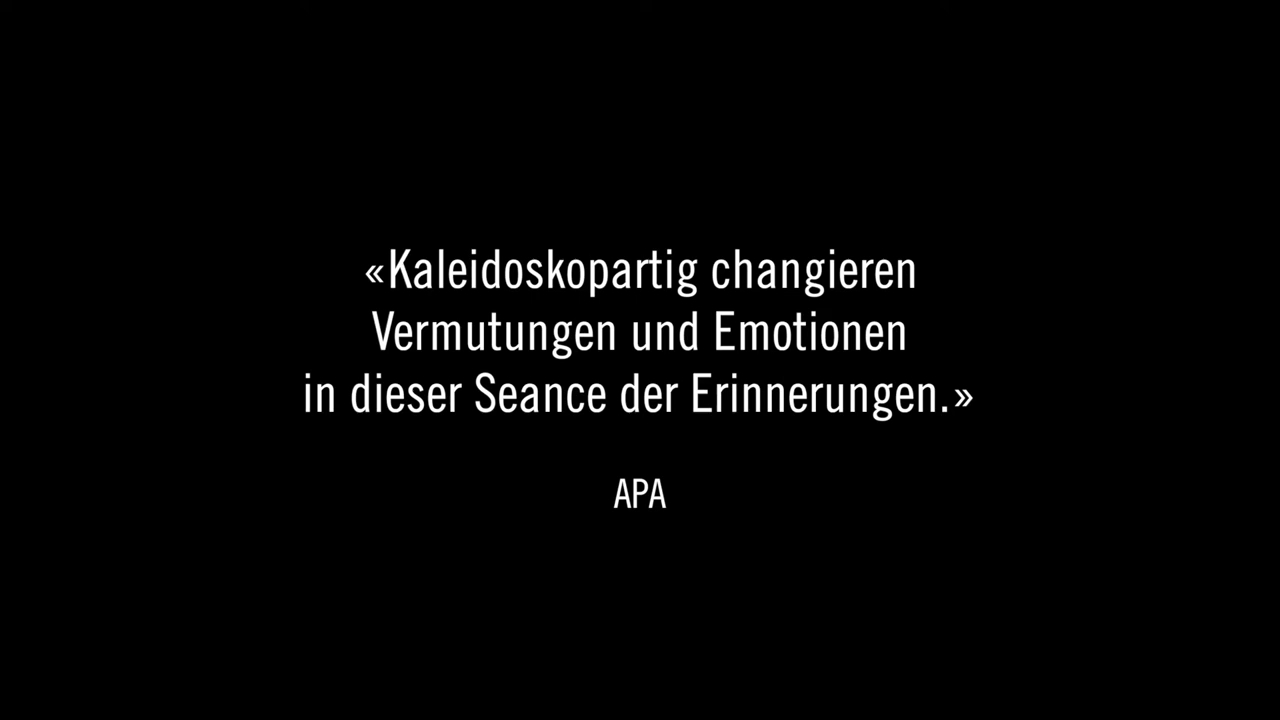 «Kaleidoskopartig changieren
Vermutungen und Emotionen
in dieser Seance der Erinnerungen.»
APA